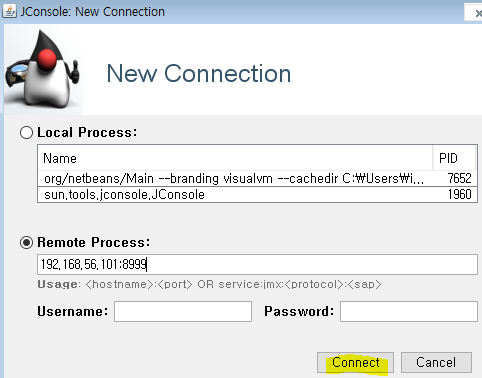 JConsole: New Connection
New Connection
Local Process:
Name PID
org/netbeans/Main --branding visualvm --cachedir C:₩Users₩i,,, 7652
sun,tools,jconsole,JConsole 1960
Remote Process:
192,168,56,101:8999
Usage: <hostname>:<port> OR service:jmx:<protocol>:<sap>
Username: Password:
Connect Cancel